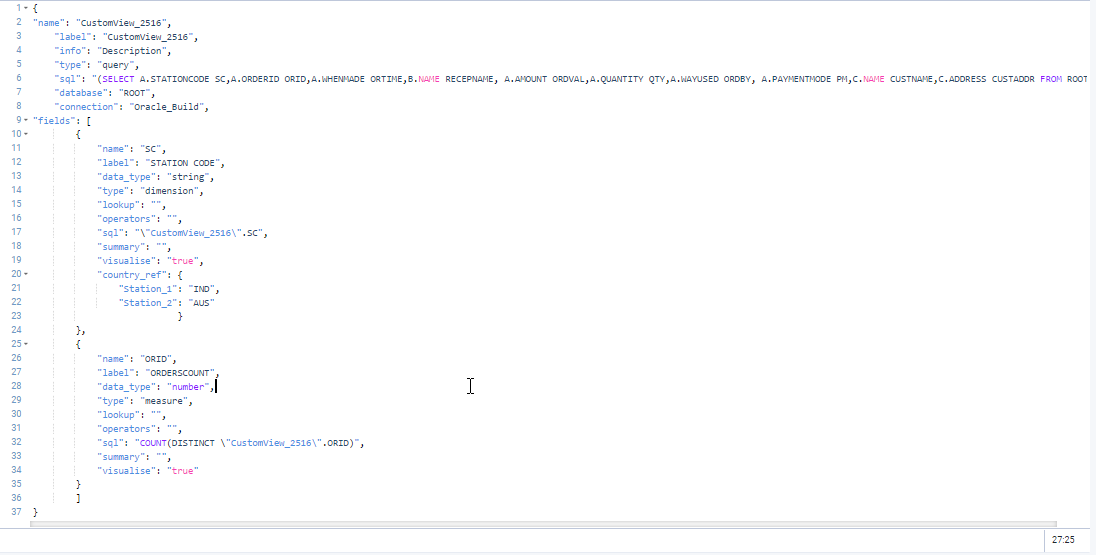 1 {
2 "name": "CustomView_2516",
3 "label": "CustomView_2516",
4 "info": "Description",
5 "type": "query",
6 "sql": "(SELECT A.STATIONCODE SC,A.ORDERID ORID,A.WHENMADE ORTIME,B.NAME RECEPNAME, A.AMOUNT ORDVAL,A.QUANTITY QTY,A.WAYUSED ORDBY, A.PAYMENTMODE PM,C.NAME CUSTNAME,C.ADDRESS CUSTADDR FROM ROOT
7 "database": "ROOT",
8 "connection": "Oracle_Build",
9 "fields": [
10 {
11 "name": "SC",
12 "label": "STATION CODE",
13 "data_type": "string",
14 "type": "dimension",
15 "lookup": "",
16 "operators": "",
17 "sql": "\"CustomView_2516\".SC",
18 "summary": "",
19 "visualise": "true",
20 "country_ref": {
21 "Station_1": "IND",
22 "Station_2": "AUS"
23 }
24 },
25 {
26 "name": "ORID",
27 "label": "ORDERSCOUNT",
28 "data_type": "number",
29 "type": "measure",
30 "lookup": "",
31 "operators": "",
32 "sql": "COUNT(DISTINCT \"CustomView_2516\".ORID)",
33 "summary": "",
34 "visualise": "true"
35 }
36 ]
37 }
27:25